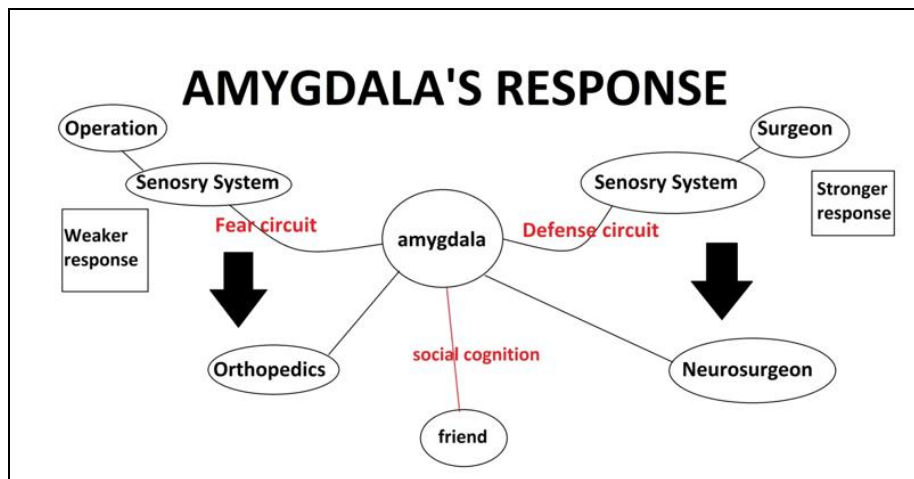 AMYGDALA'S RESPONSE
Operation
Surgeon
Senosry System
Senosry System
Stronger
response
Weaker
response
Fear circuit
amygdala
Defense circuit
Orthopedics
social cognition
Neurosurgeon
friend